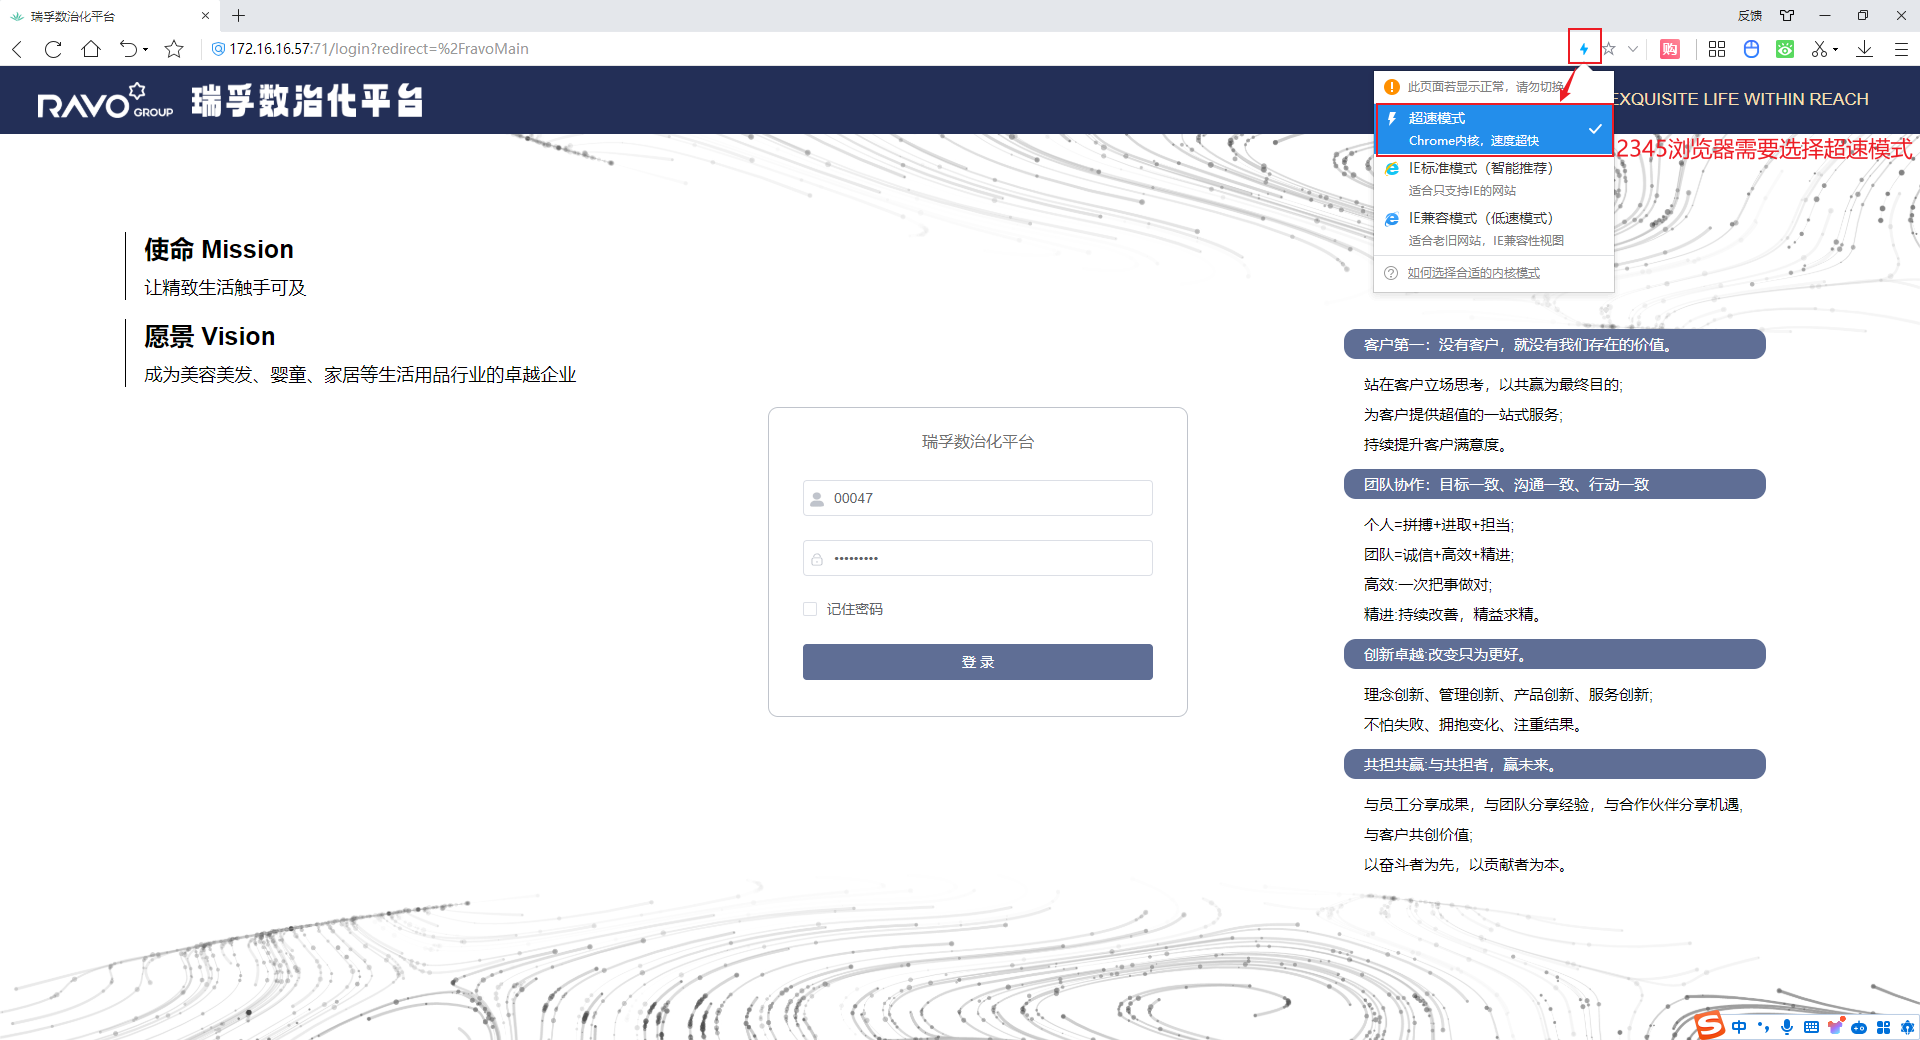 瑞孚数治化平台
反馈
172.16.16.57:71/login?redirect=%2FravoMain
购
RAVO GROUP
瑞孚数治化平台
EXQUISITE LIFE WITHIN REACH
此页面若显示正常，请勿切换
超速模式
Chrome内核，速度超快
2345浏览器需要选择超速模式
IE标准模式（智能推荐）
适合只支持IE的网站
IE兼容模式（低速模式）
适合老旧网站，IE兼容性视图
如何选择合适的内核模式
使命 Mission
让精致生活触手可及
愿景 Vision
成为美容美发、婴童、家居等生活用品行业的卓越企业
瑞孚数治化平台
00047
•••••••••
记住密码
登 录
客户第一：没有客户，就没有我们存在的价值。
站在客户立场思考，以共赢为最终目的;
为客户提供超值的一站式服务;
持续提升客户满意度。
团队协作：目标一致、沟通一致、行动一致
个人=拼搏+进取+担当;
团队=诚信+高效+精进;
高效:一次把事做对;
精进:持续改善，精益求精。
创新卓越:改变只为更好。
理念创新、管理创新、产品创新、服务创新;
不怕失败、拥抱变化、注重结果。
共担共赢:与共担者，赢未来。
与员工分享成果，与团队分享经验，与合作伙伴分享机遇,
与客户共创价值;
以奋斗者为先，以贡献者为本。
中